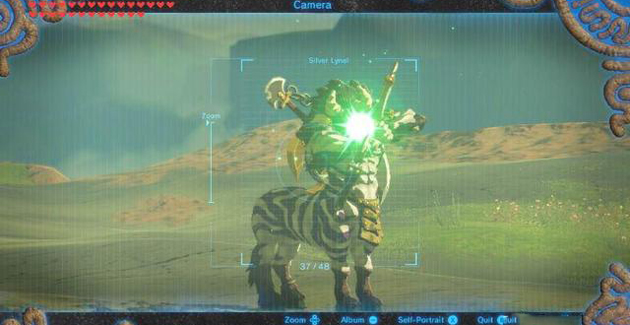 Camera
Silver Lynel
Zoom
37 / 48
Zoom Album Self-Portrait X Quit